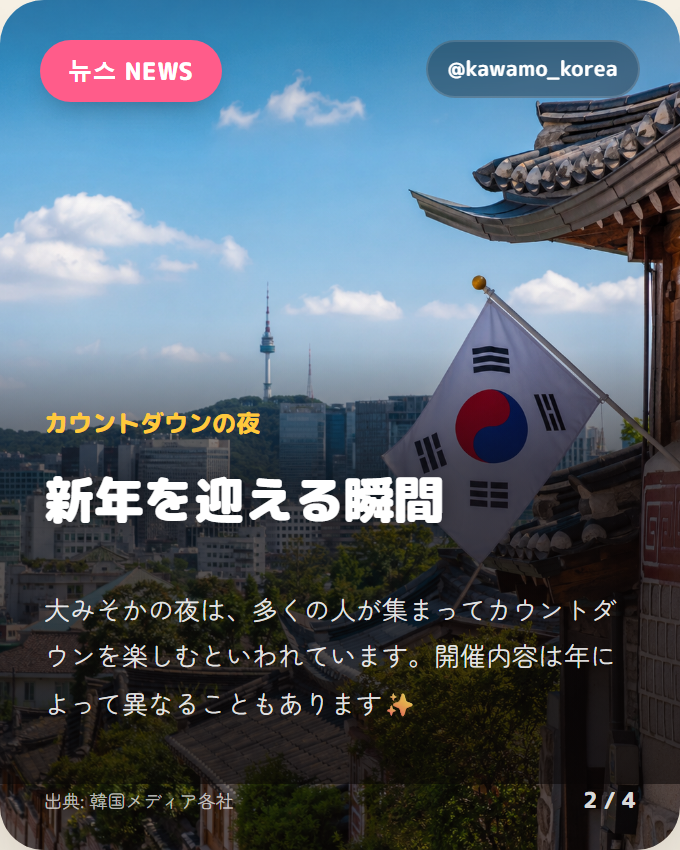 뉴스 NEWS
@kawamo_korea
カウントダウンの夜
新年を迎える瞬間
大みそかの夜は、多くの人が集まってカウントダ
ウンを楽しむといわれています。開催内容は年に
よって異なることもあります✨
出典: 韓国メディア各社
2 / 4